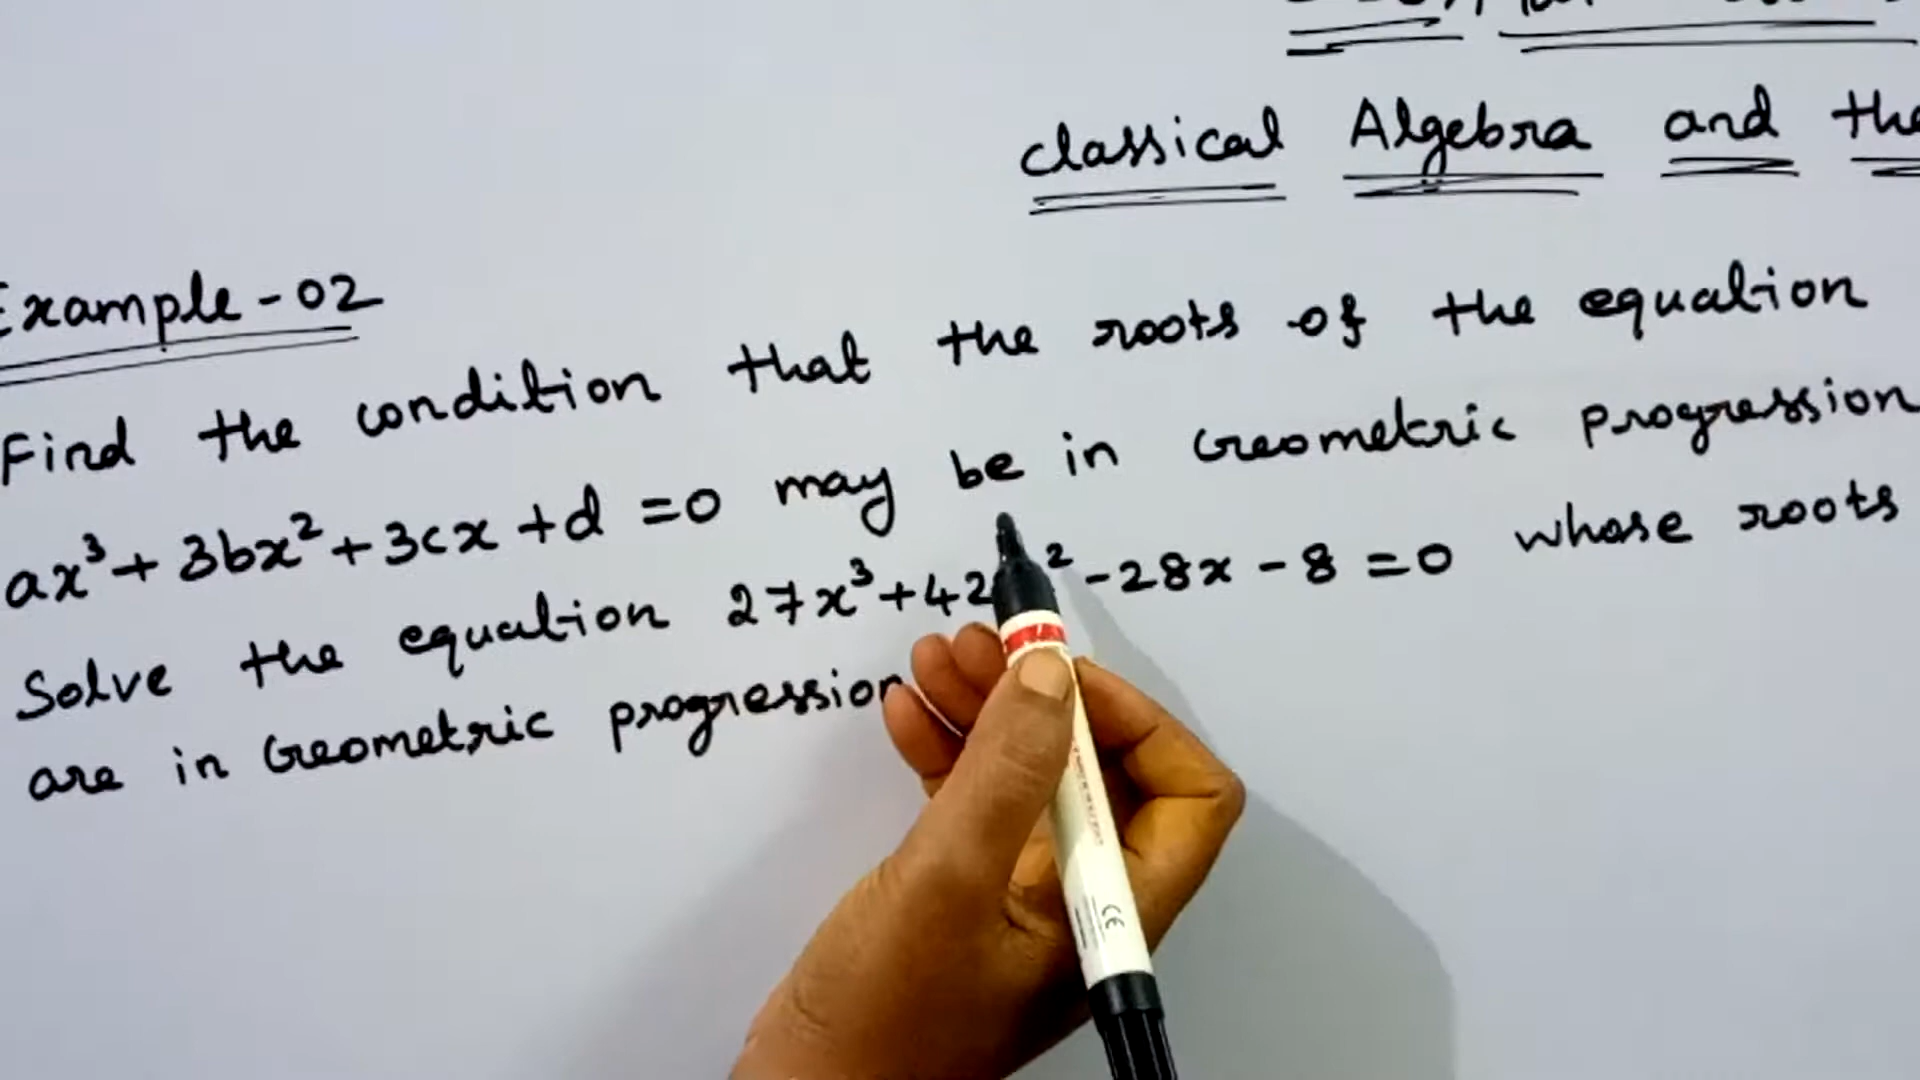 classical Algebra and the
Example-02
Find the condition that the roots of the equation
ax³ + 3bx² + 3cx + d = 0 may be in Geometric progression
Solve the equation 27x³ + 42 ² - 28x - 8 = 0 whose roots
are in Geometric progression
CE